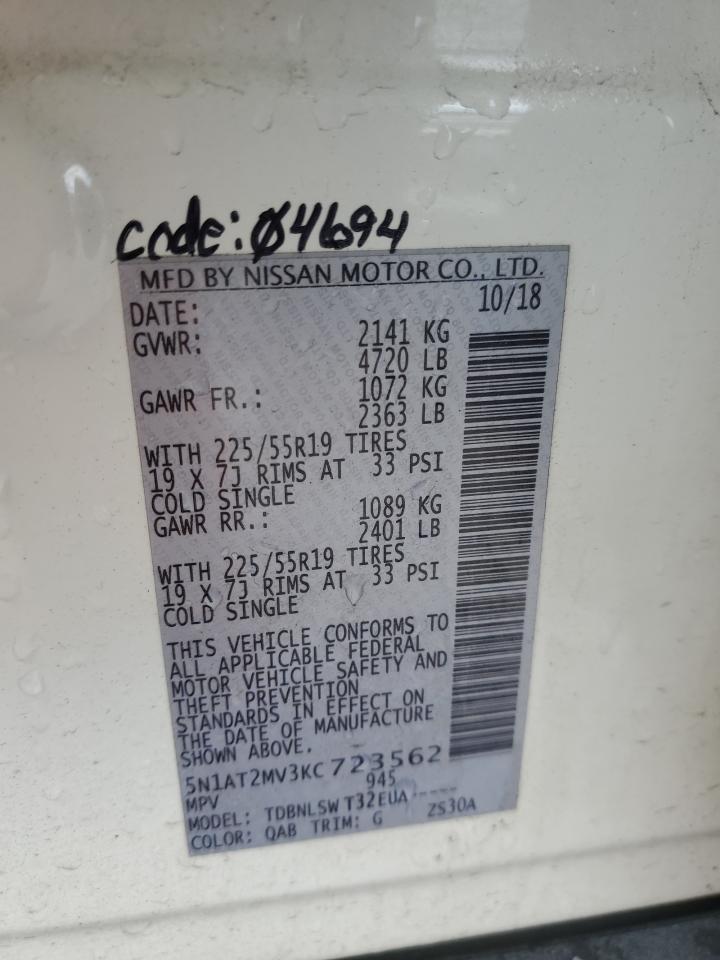 code: Ø4694
MFD BY NISSAN MOTOR CO., LTD.
DATE: 10/18
GVWR: 2141 KG
4720 LB
GAWR FR.: 1072 KG
2363 LB
WITH 225/55R19 TIRES
19 X 7J RIMS AT 33 PSI
COLD SINGLE
GAWR RR.: 1089 KG
2401 LB
WITH 225/55R19 TIRES
19 X 7J RIMS AT 33 PSI
COLD SINGLE
THIS VEHICLE CONFORMS TO
ALL APPLICABLE FEDERAL
MOTOR VEHICLE SAFETY AND
THEFT PREVENTION
STANDARDS IN EFFECT ON
THE DATE OF MANUFACTURE
SHOWN ABOVE.
5N1AT2MV3KC723562
MPV 945
MODEL: TDBNLSW T32EUA-----
COLOR: QAB TRIM: G ZS30A